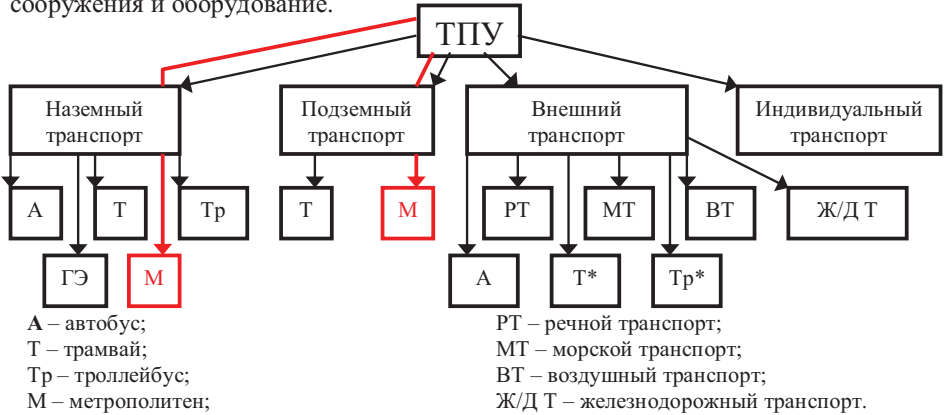 сооружения и оборудование.
ТПУ
Наземный
транспорт
Подземный
транспорт
Внешний
транспорт
Индивидуальный
транспорт
А
Т
Тр
Т
М
РТ
МТ
ВТ
Ж/Д Т
ГЭ
М
А
Т*
Тр*
А – автобус;
Т – трамвай;
Тр – троллейбус;
М – метрополитен;
РТ – речной транспорт;
МТ – морской транспорт;
ВТ – воздушный транспорт;
Ж/Д Т – железнодорожный транспорт.